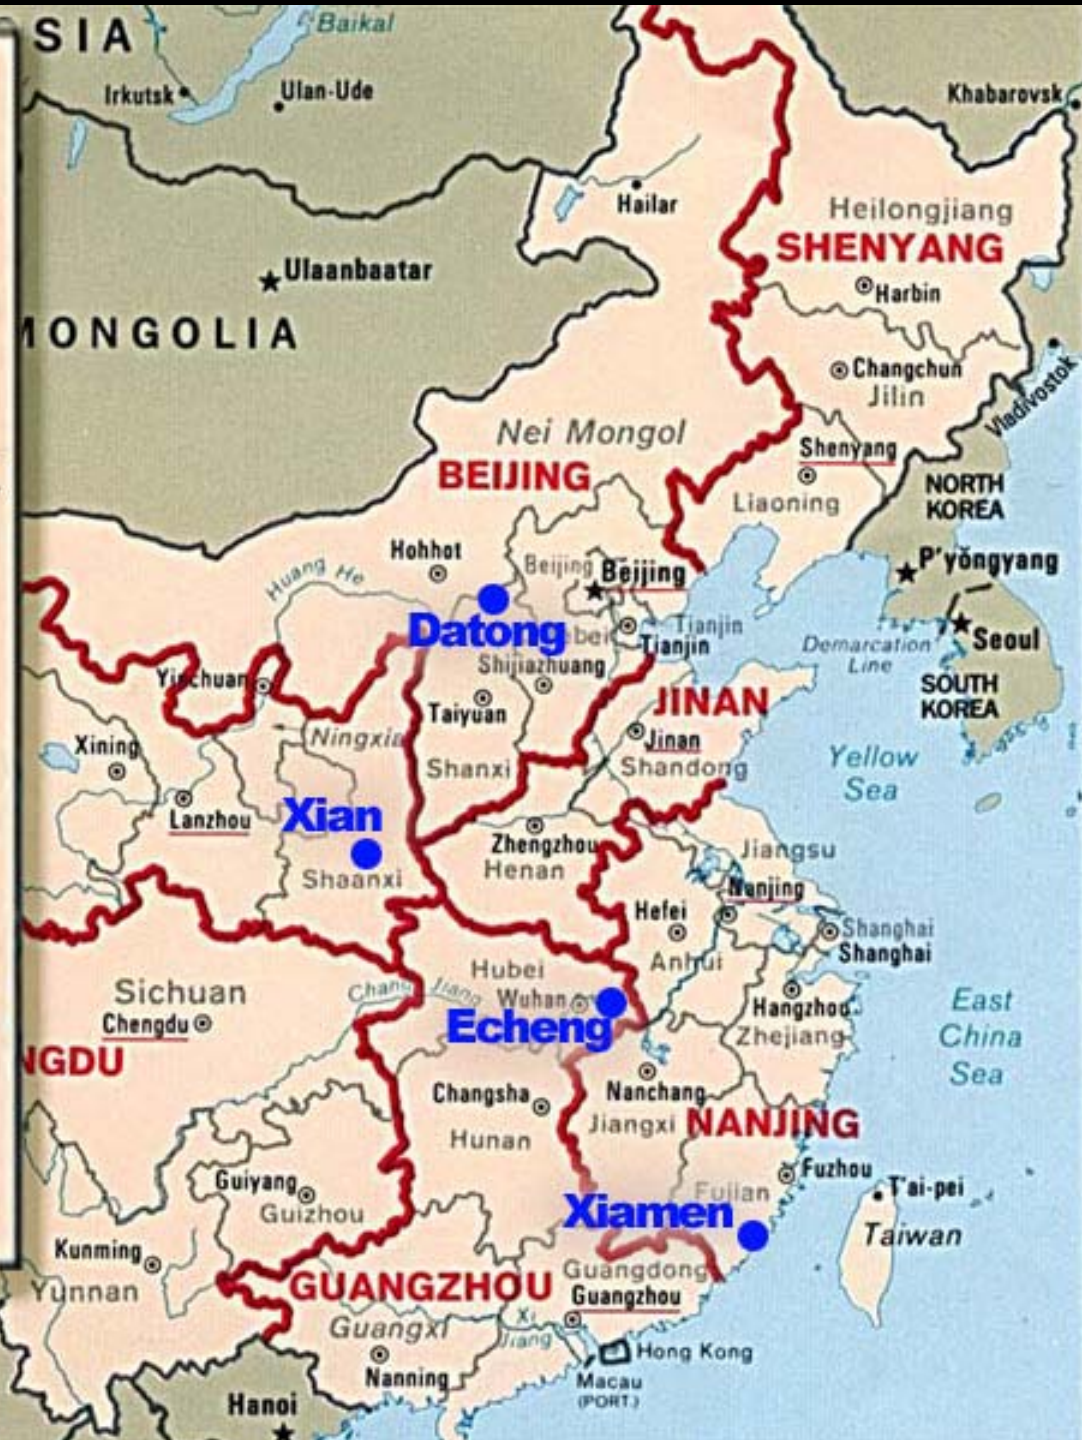 SIA
Baikal
Irkutsk
Ulan-Ude
Khabarovsk
Hailar
Heilongjiang
SHENYANG
Ulaanbaatar
Harbin
MONGOLIA
Changchun
Jilin
Vladivostok
Nei Mongol
Shenyang
BEIJING
Liaoning
NORTH
KOREA
Hohhot
Huang He
Beijing
Beijing
P'yŏngyang
Datong
ebei
Tianjin
Tianjin
Demarcation
Line
Seoul
Shijiazhuang
Yinchuan
SOUTH
KOREA
JINAN
Taiyuan
Ningxia
Jinan
Xining
Shanxi
Shandong
Yellow
Sea
Lanzhou
Xian
Zhengzhou
Henan
Jiangsu
Shaanxi
Nanjing
Hefei
Shanghai
Shanghai
Anhui
Hubei
Sichuan
Jiang
Wuhan
Hangzhou
East
China
Sea
Chengdu
Echeng
Zhejiang
NGDU
Changsha
Nanchang
Jiangxi
NANJING
Hunan
Fuzhou
Guiyang
Fujian
T'ai-pei
Guizhou
Xiamen
Taiwan
Kunming
Yunnan
GUANGZHOU
Guangdong
Guangzhou
Guangxi
Xi
Jiang
Hong Kong
Nanning
Macau
(PORT.)
Hanoi